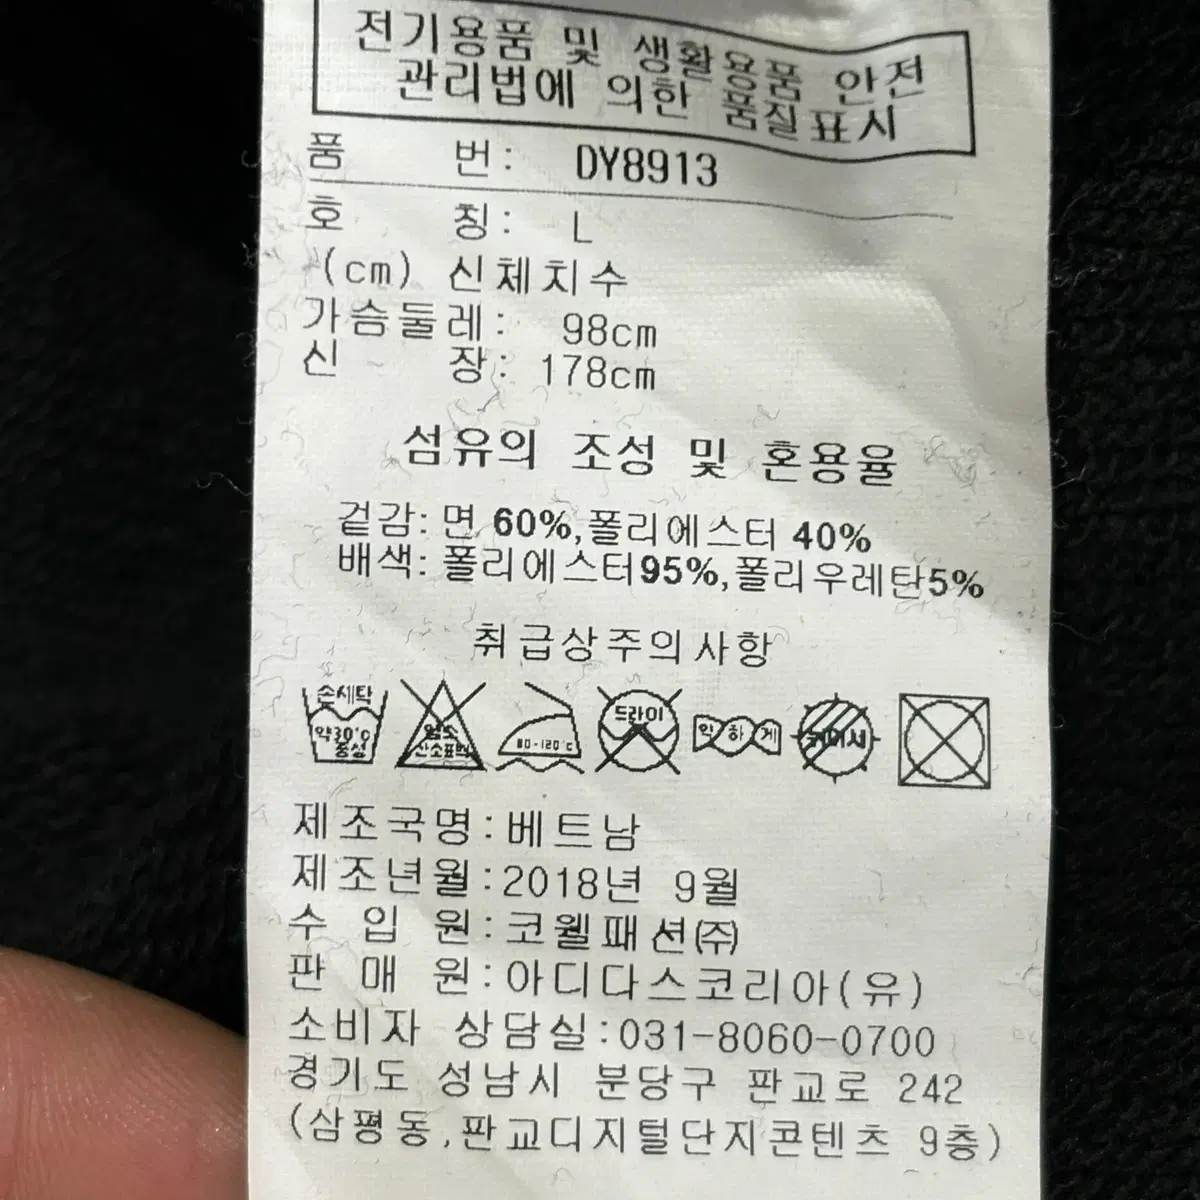 전기용품 및 생활용품 안전
관리법에 의한 품질표시
품 번: DY8913
호 칭: L
(cm) 신체치수
가슴둘레: 98cm
신 장: 178cm
섬유의 조성 및 혼용율
겉감: 면 60%,폴리에스터 40%
배색: 폴리에스터95%,폴리우레탄5%
취급상주의사항
손세탁
약30℃
중성
염소
산소표백
80-120℃
드라이
약하게
제조국명:베트남
제조년월:2018년 9월
수 입 원:코웰패션(주)
판 매 원:아디다스코리아(유)
소비자 상담실:031-8060-0700
경기도 성남시 분당구 판교로 242
(삼평동,판교디지털단지콘텐츠 9층)